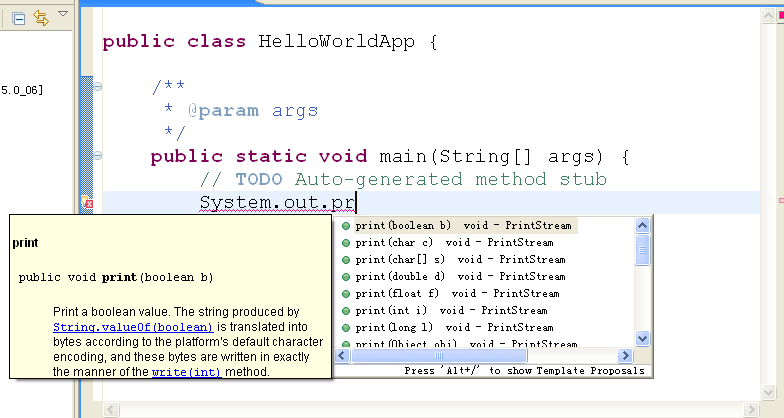 public class HelloWorldApp {
/**
5.0_06]
* @param args
*/
public static void main(String[] args) {
// TODO Auto-generated method stub
System.out.pr
print
public void print(boolean b)
Print a boolean value. The string produced by
String.valueOf(boolean) is translated into
bytes according to the platform's default character
encoding, and these bytes are written in exactly
the manner of the write(int) method.
print(boolean b) void - PrintStream
print(char c) void - PrintStream
print(char[] s) void - PrintStream
print(double d) void - PrintStream
print(float f) void - PrintStream
print(int i) void - PrintStream
print(long l) void - PrintStream
print(Object obj) void - PrintStream
Press 'Alt+/' to show Template Proposals